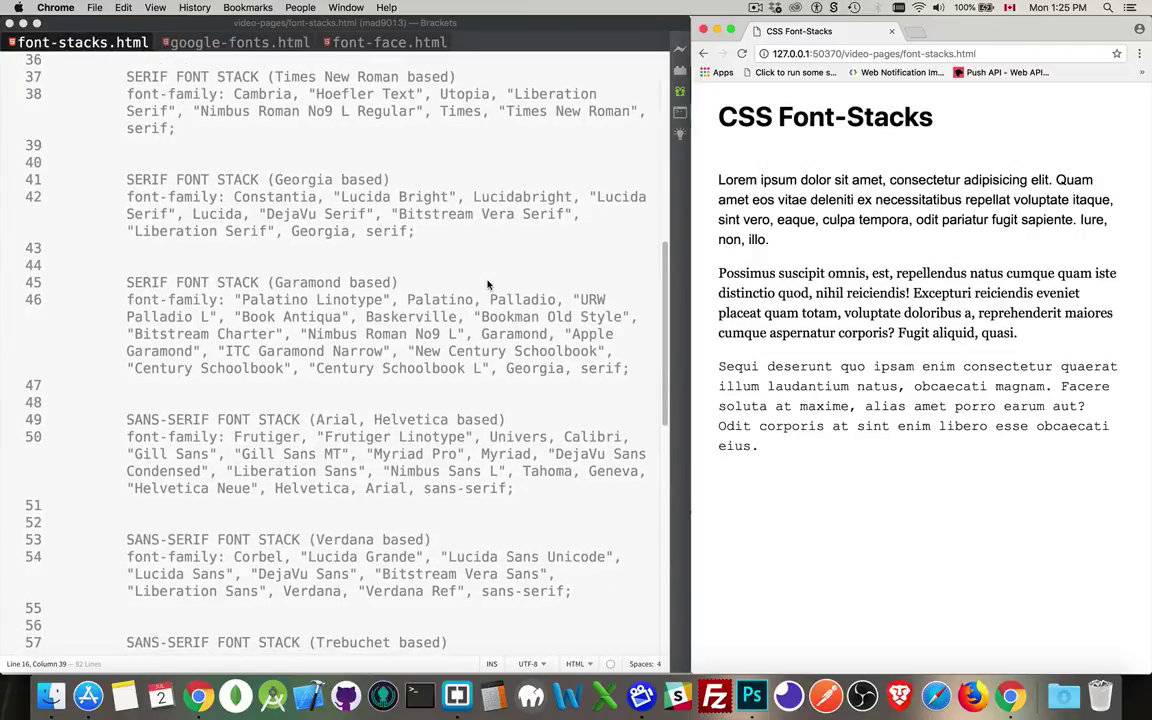 Chrome File Edit View History Bookmarks People Window Help
100% Mon 1:25 PM
video-pages/font-stacks.html (mad9013) — Brackets
font-stacks.html google-fonts.html font-face.html
36
37 SERIF FONT STACK (Times New Roman based)
38 font-family: Cambria, "Hoefler Text", Utopia, "Liberation
Serif", "Nimbus Roman No9 L Regular", Times, "Times New Roman",
serif;
39
40
41 SERIF FONT STACK (Georgia based)
42 font-family: Constantia, "Lucida Bright", Lucidabright, "Lucida
Serif", Lucida, "DejaVu Serif", "Bitstream Vera Serif",
"Liberation Serif", Georgia, serif;
43
44
45 SERIF FONT STACK (Garamond based)
46 font-family: "Palatino Linotype", Palatino, Palladio, "URW
Palladio L", "Book Antiqua", Baskerville, "Bookman Old Style",
"Bitstream Charter", "Nimbus Roman No9 L", Garamond, "Apple
Garamond", "ITC Garamond Narrow", "New Century Schoolbook",
"Century Schoolbook", "Century Schoolbook L", Georgia, serif;
47
48
49 SANS-SERIF FONT STACK (Arial, Helvetica based)
50 font-family: Frutiger, "Frutiger Linotype", Univers, Calibri,
"Gill Sans", "Gill Sans MT", "Myriad Pro", Myriad, "DejaVu Sans
Condensed", "Liberation Sans", "Nimbus Sans L", Tahoma, Geneva,
"Helvetica Neue", Helvetica, Arial, sans-serif;
51
52
53 SANS-SERIF FONT STACK (Verdana based)
54 font-family: Corbel, "Lucida Grande", "Lucida Sans Unicode",
"Lucida Sans", "DejaVu Sans", "Bitstream Vera Sans",
"Liberation Sans", Verdana, "Verdana Ref", sans-serif;
55
56
57 SANS-SERIF FONT STACK (Trebuchet based)
Line 16, Column 39 — 82 Lines
INS UTF-8 HTML Spaces: 4
CSS Font-Stacks
127.0.0.1:50370/video-pages/font-stacks.html
Apps Click to run some s... Web Notification Im... Push API - Web API... »
CSS Font-Stacks
Lorem ipsum dolor sit amet, consectetur adipisicing elit. Quam
amet eos vitae deleniti ex necessitatibus repellat voluptate itaque,
sint vero, eaque, culpa tempora, odit pariatur fugit sapiente. Iure,
non, illo.
Possimus suscipit omnis, est, repellendus natus cumque quam iste
distinctio quod, nihil reiciendis! Excepturi reiciendis eveniet
placeat quam totam, voluptate doloribus a, reprehenderit maiores
cumque aspernatur corporis? Fugit aliquid, quasi.
Sequi deserunt quo ipsam enim consectetur quaerat
illum laudantium natus, obcaecati magnam. Facere
soluta at maxime, alias amet porro earum aut?
Odit corporis at sint enim libero esse obcaecati
eius.
JUL
2
Fz
Ps